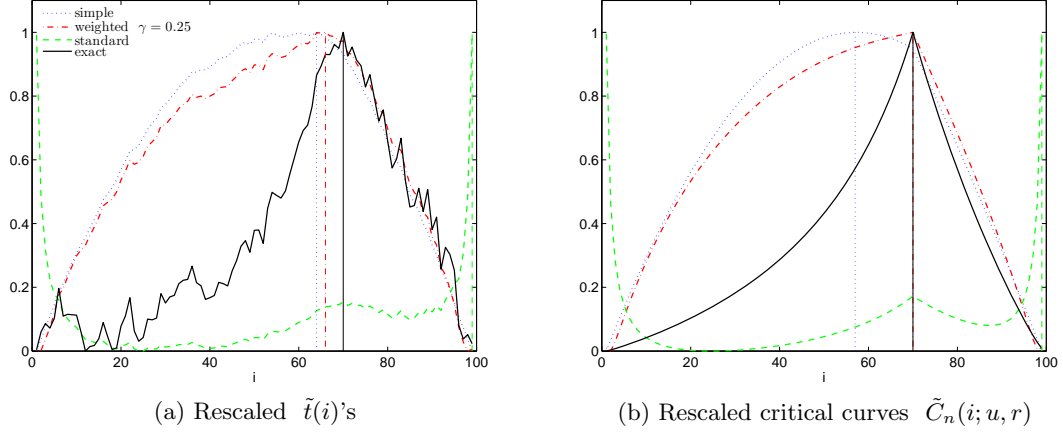 simple
weighted γ = 0.25
standard
exact
1
0.8
0.6
0.4
0.2
0
0 20 40 60 80 100
i
(a) Rescaled t̃(i)'s
1
0.8
0.6
0.4
0.2
0
0 20 40 60 80 100
i
(b) Rescaled critical curves C̃ₙ(i; u, r)